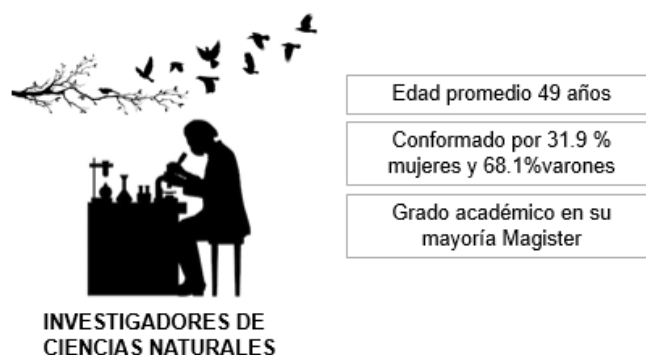 Edad promedio 49 años
Conformado por 31.9 %
mujeres y 68.1%varones
Grado académico en su
mayoría Magister
INVESTIGADORES DE
CIENCIAS NATURALES